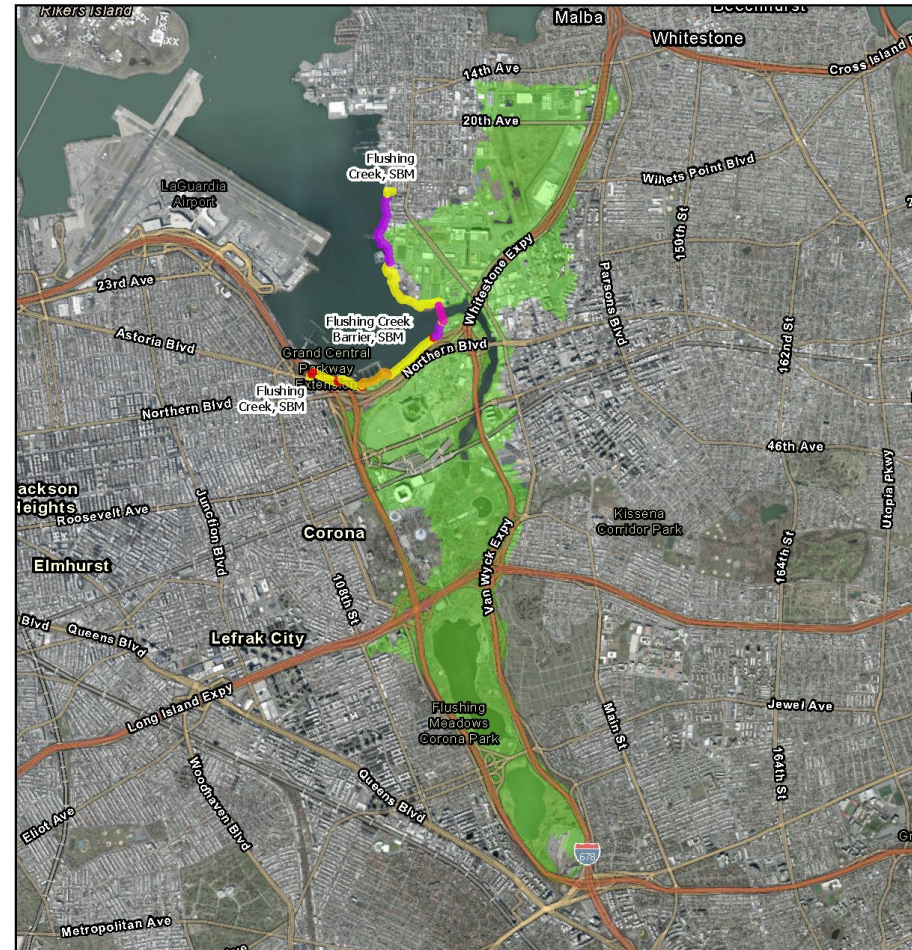 Rikers Island
Malba
Beechhurst
Whitestone
Cross Island
14th Ave
20th Ave
Flushing
Creek, SBM
Willets Point Blvd
LaGuardia
Airport
150th St
Whitestone Expy
23rd Ave
Parsons Blvd
Flushing Creek
Barrier, SBM
Astoria Blvd
162nd St
Northern Blvd
Grand Central
Parkway
Extension
Flushing
Creek, SBM
Northern Blvd
46th Ave
Utopia Pkwy
ackson
Heights
Roosevelt Ave
Junction Blvd
Kissena
Corridor Park
Corona
Van Wyck Expy
164th St
Elmhurst
108th St
Blvd
Queens Blvd
Lefrak City
Long Island Expy
Flushing
Meadows
Corona Park
Main St
Jewel Ave
164th St
Woodhaven Blvd
Queens Blvd
Eliot Ave
678
Metropolitan Ave